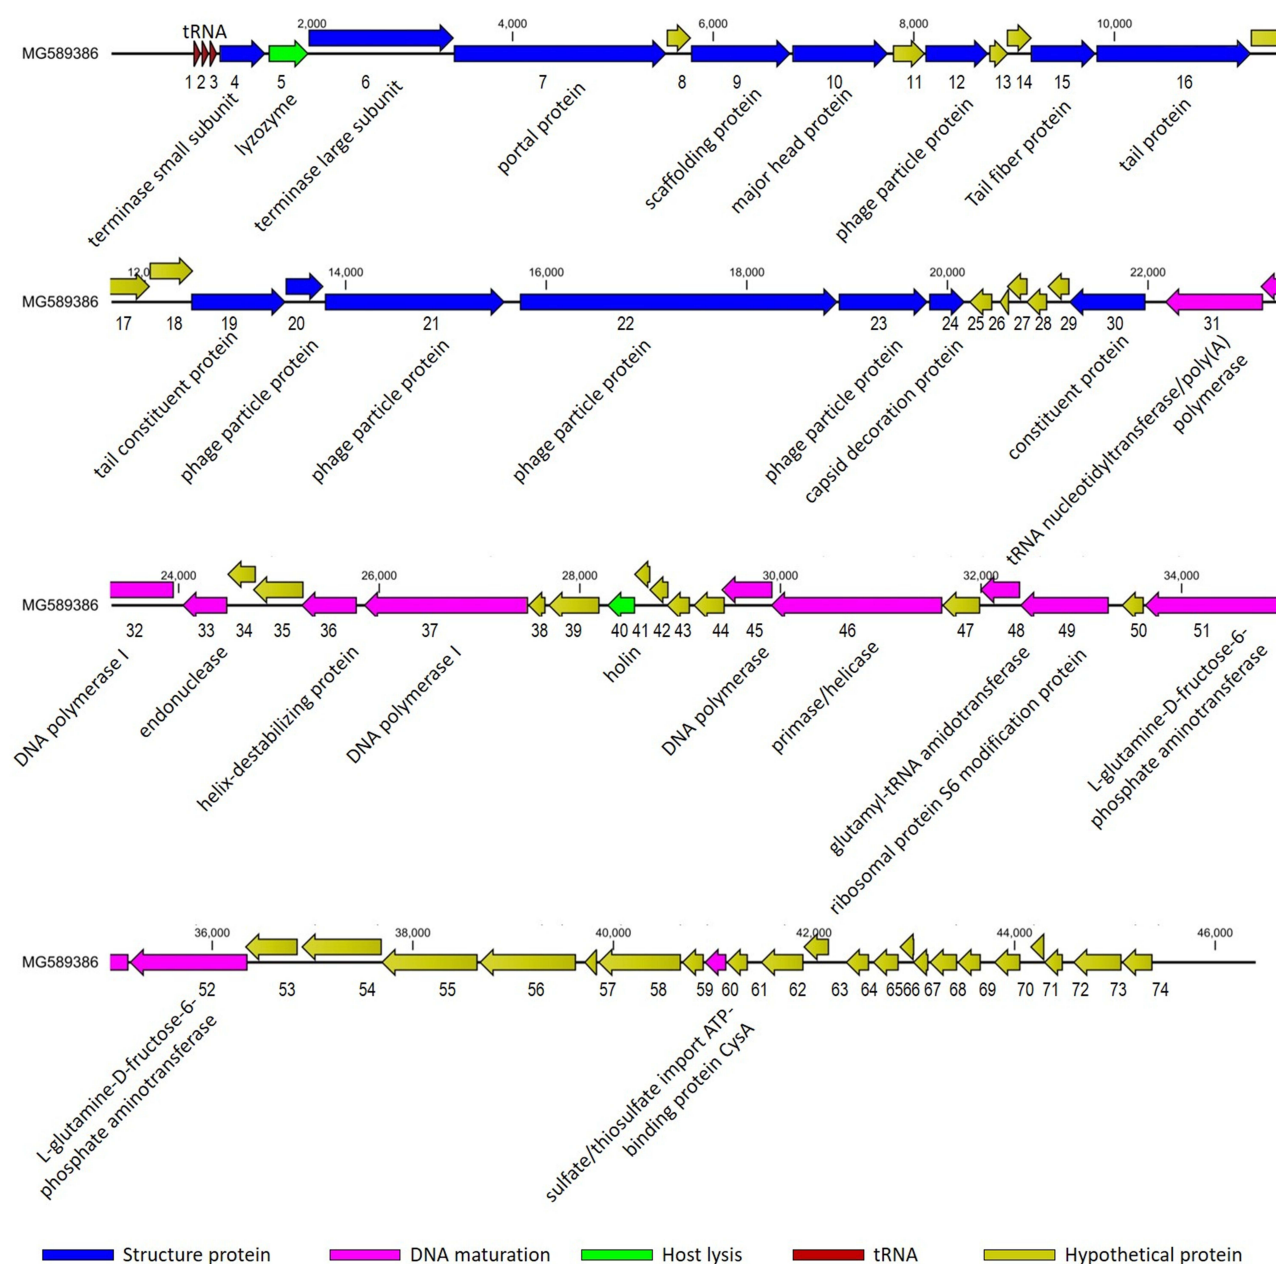 tRNA
2,000 4,000 6,000 8,000 10,000
MG589386
1 2 3 4 5 6 7 8 9 10 11 12 13 14 15 16
terminase small subunit
lyzozyme
terminase large subunit
portal protein
scaffolding protein
major head protein
phage particle protein
Tail fiber protein
tail protein
14,000 16,000 18,000 20,000 22,000
MG589386
17 18 19 20 21 22 23 24 25 26 27 28 29 30 31
tail constituent protein
phage particle protein
phage particle protein
phage particle protein
phage particle protein
capsid decoration protein
constituent protein
tRNA nucleotidyltransferase/poly(A)
polymerase
24,000 26,000 28,000 30,000 32,000 34,000
MG589386
32 33 34 35 36 37 38 39 40 41 42 43 44 45 46 47 48 49 50 51
DNA polymerase I
endonuclease
helix-destabilizing protein
DNA polymerase I
holin
DNA polymerase
primase/helicase
glutamyl-tRNA amidotransferase
ribosomal protein S6 modification protein
L-glutamine-D-fructose-6-
phosphate aminotransferase
36,000 38,000 40,000 42,000 44,000 46,000
MG589386
52 53 54 55 56 57 58 59 60 61 62 63 64 65 66 67 68 69 70 71 72 73 74
L-glutamine-D-fructose-6-
phosphate aminotransferase
sulfate/thiosulfate import ATP-
binding protein CysA
Structure protein DNA maturation Host lysis tRNA Hypothetical protein